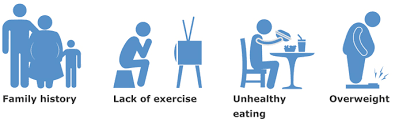 Family history
Lack of exercise
Unhealthy
eating
Overweight